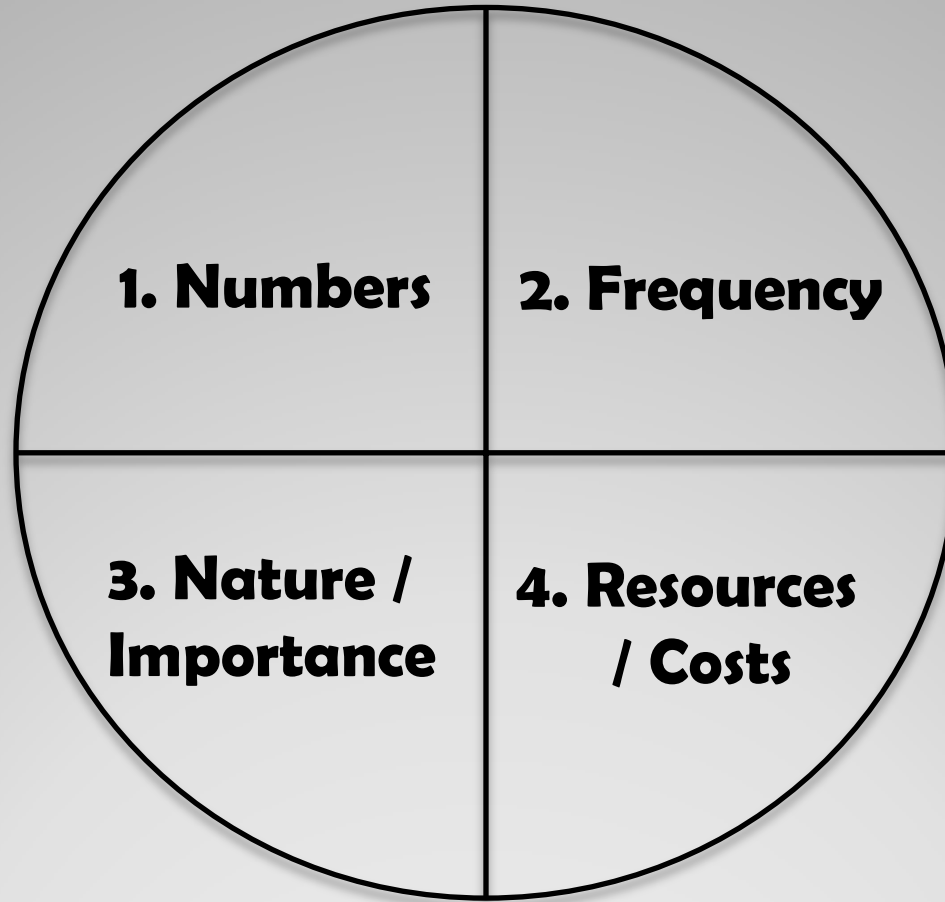 1. Numbers
2. Frequency
3. Nature /
Importance
4. Resources
/ Costs